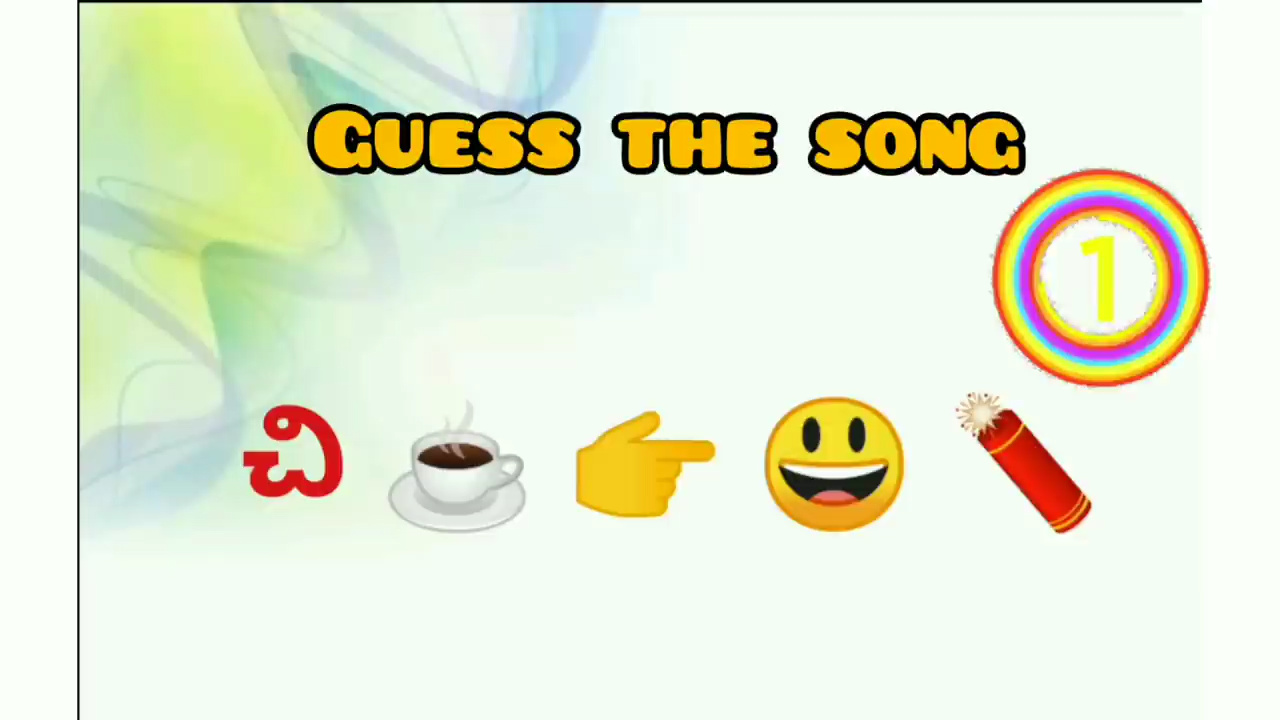 GUESS THE SONG
1
చి